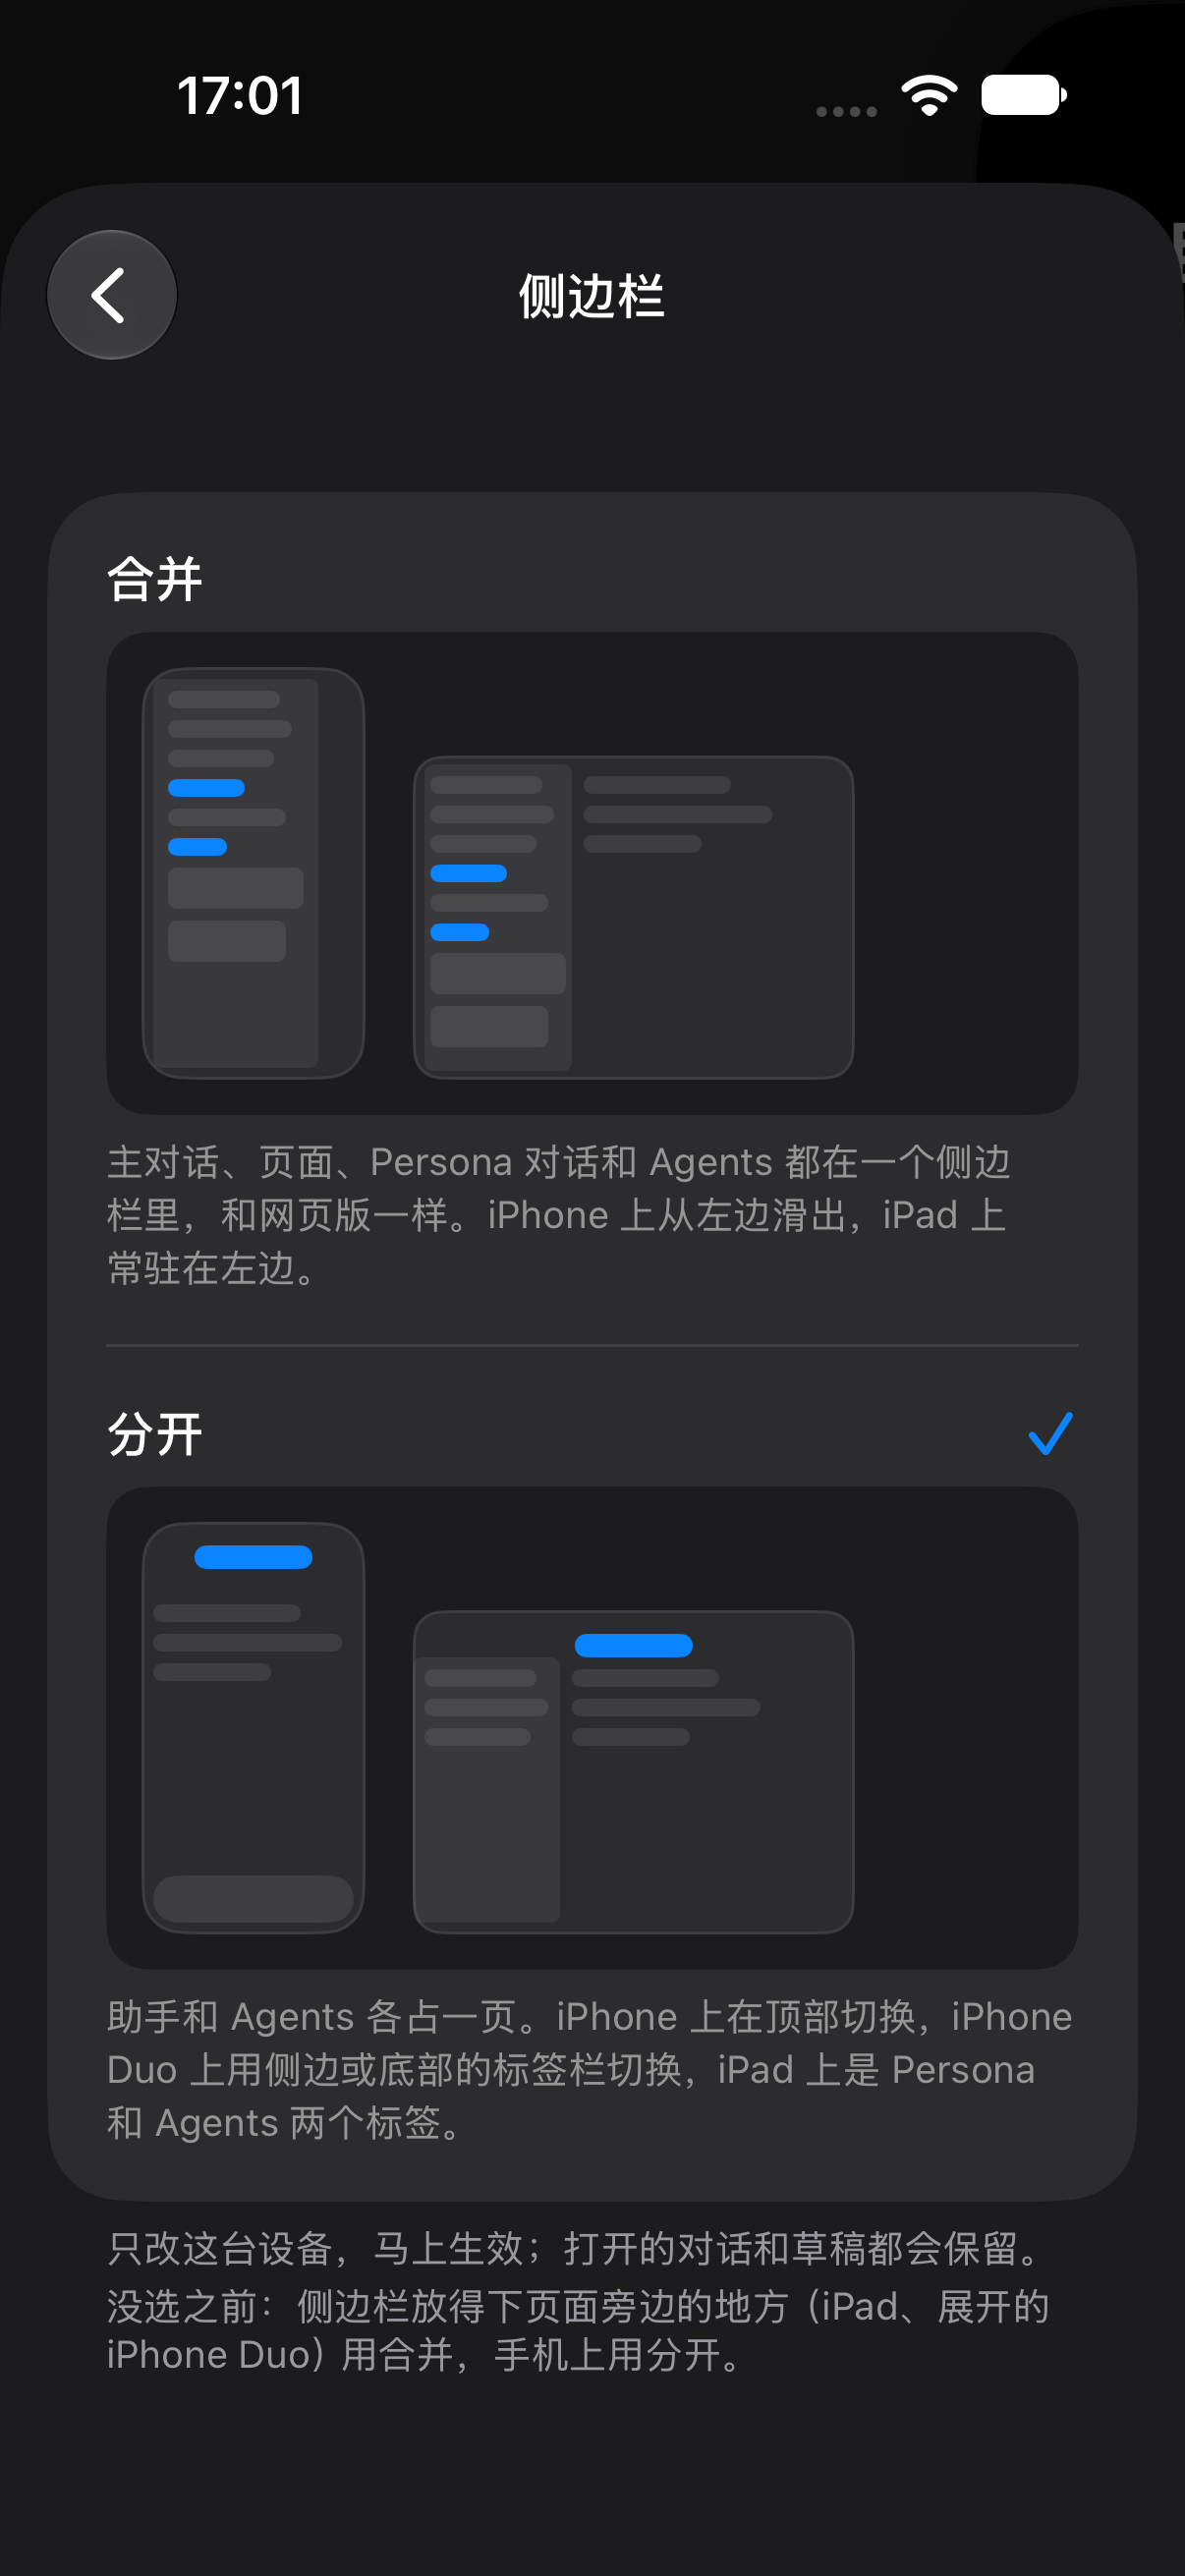 17:01
侧边栏
合并
主对话、页面、Persona 对话和 Agents 都在一个侧边
栏里，和网页版一样。iPhone 上从左边滑出，iPad 上
常驻在左边。
分开
助手和 Agents 各占一页。iPhone 上在顶部切换，iPhone
Duo 上用侧边或底部的标签栏切换，iPad 上是 Persona
和 Agents 两个标签。
只改这台设备，马上生效；打开的对话和草稿都会保留。
没选之前：侧边栏放得下页面旁边的地方（iPad、展开的
iPhone Duo）用合并，手机上用分开。